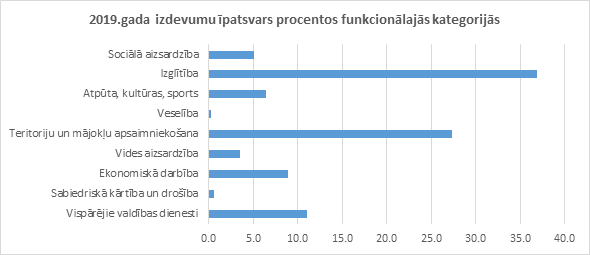 2019.gada izdevumu īpatsvars procentos funkcionālajās kategorijās
Sociālā aizsardzība
Izglītība
Atpūta, kultūras, sports
Veselība
Teritoriju un mājokļu apsaimniekošana
Vides aizsardzība
Ekonomiskā darbība
Sabiedriskā kārtība un drošība
Vispārējie valdības dienesti
0.0 5.0 10.0 15.0 20.0 25.0 30.0 35.0 40.0